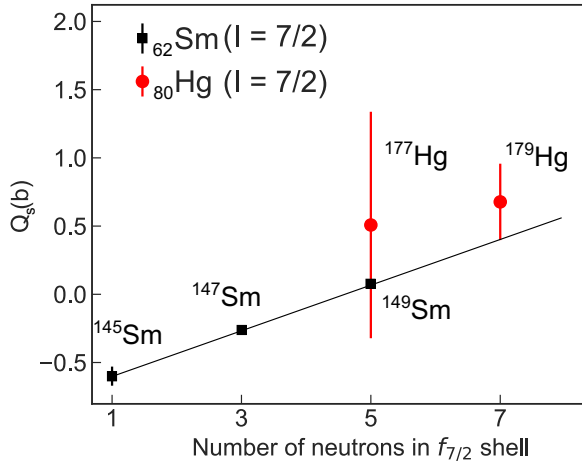 ₆₂Sm (I = 7/2)
₈₀Hg (I = 7/2)
2.0
1.5
1.0
0.5
0.0
−0.5
Qₛ(b)
¹⁷⁷Hg
¹⁷⁹Hg
¹⁴⁷Sm
¹⁴⁹Sm
¹⁴⁵Sm
1 3 5 7
Number of neutrons in f₇/₂ shell